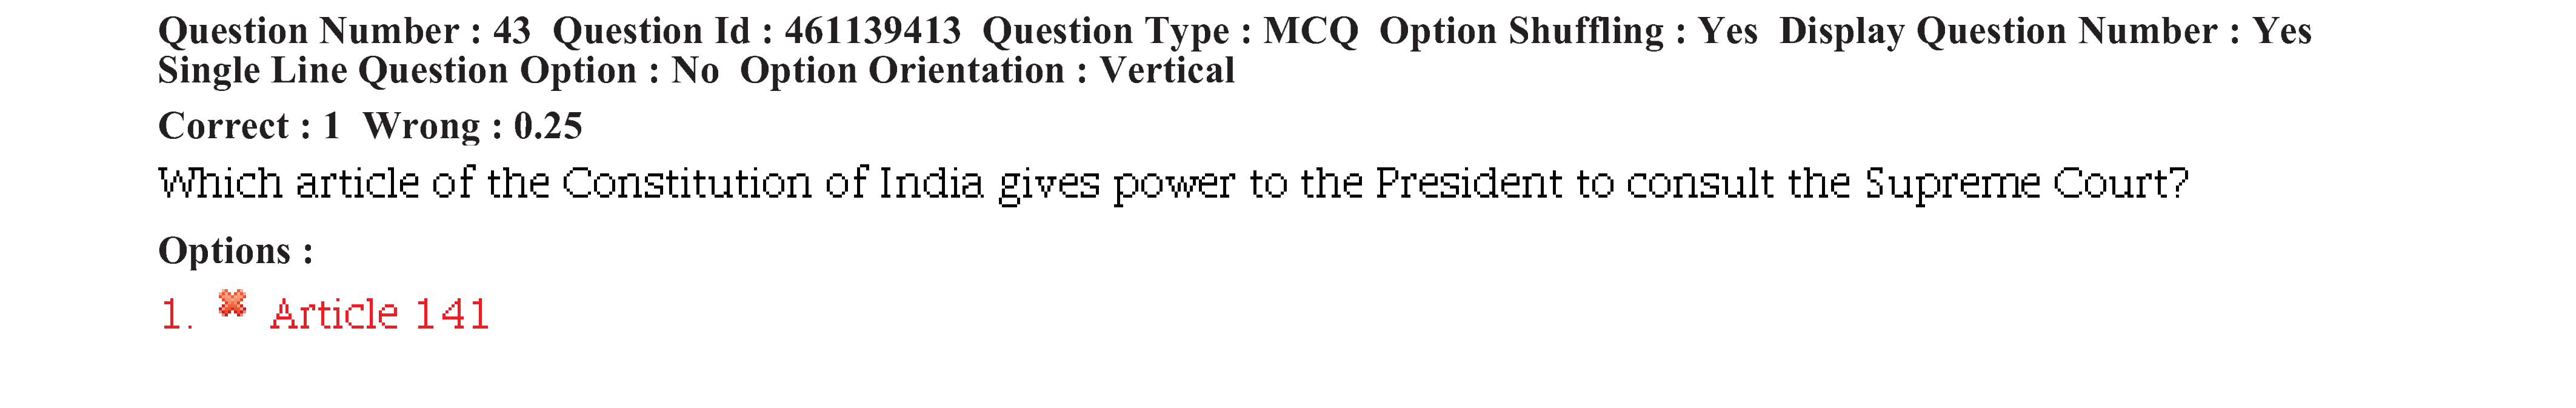 Question Number : 43 Question Id : 461139413 Question Type : MCQ Option Shuffling : Yes Display Question Number : Yes
Single Line Question Option : No Option Orientation : Vertical
Correct : 1 Wrong : 0.25
Which article of the Constitution of India gives power to the President to consult the Supreme Court?
Options :
1. ✖ Article 141